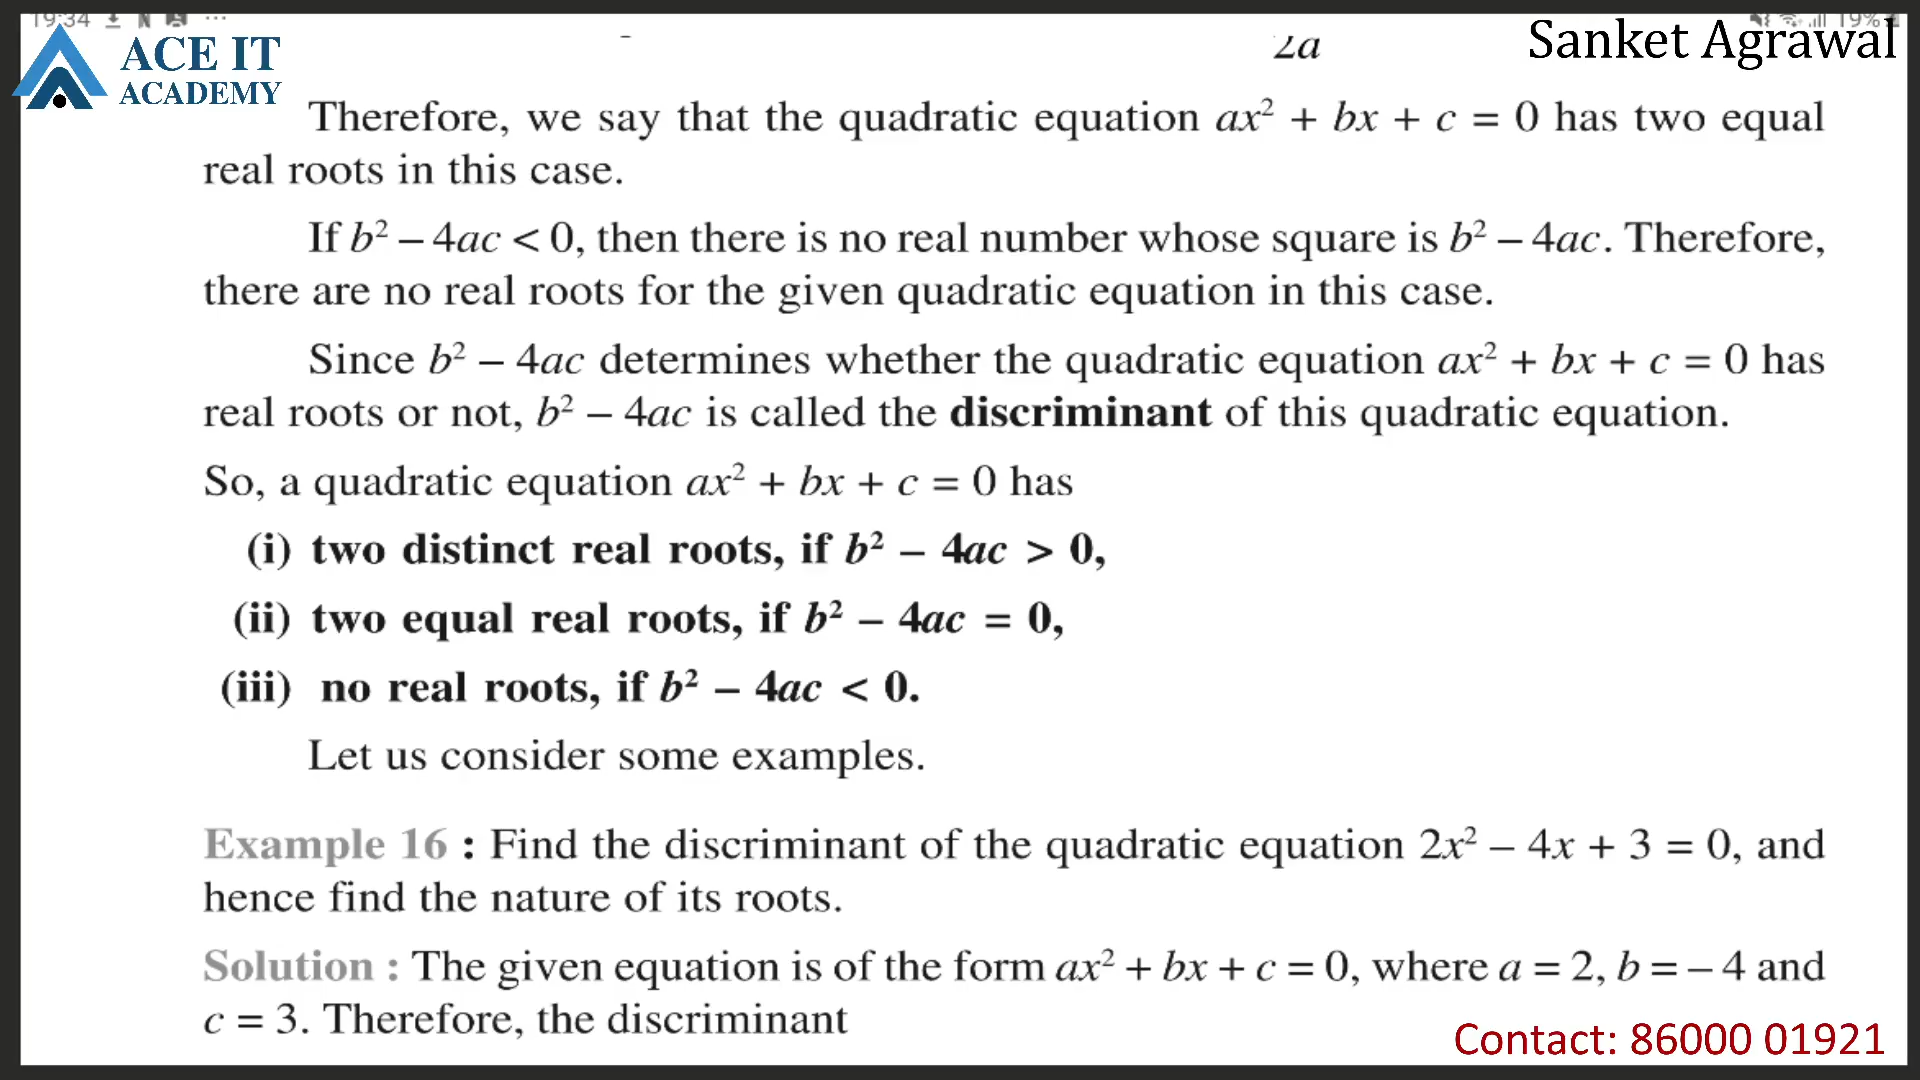 19:34
19%
ACE IT
ACADEMY
Sanket Agrawal
2a
Therefore, we say that the quadratic equation ax² + bx + c = 0 has two equal
real roots in this case.
If b² – 4ac < 0, then there is no real number whose square is b² – 4ac. Therefore,
there are no real roots for the given quadratic equation in this case.
Since b² – 4ac determines whether the quadratic equation ax² + bx + c = 0 has
real roots or not, b² – 4ac is called the discriminant of this quadratic equation.
So, a quadratic equation ax² + bx + c = 0 has
(i) two distinct real roots, if b² – 4ac > 0,
(ii) two equal real roots, if b² – 4ac = 0,
(iii) no real roots, if b² – 4ac < 0.
Let us consider some examples.
Example 16 : Find the discriminant of the quadratic equation 2x² – 4x + 3 = 0, and
hence find the nature of its roots.
Solution : The given equation is of the form ax² + bx + c = 0, where a = 2, b = – 4 and
c = 3. Therefore, the discriminant
Contact: 86000 01921